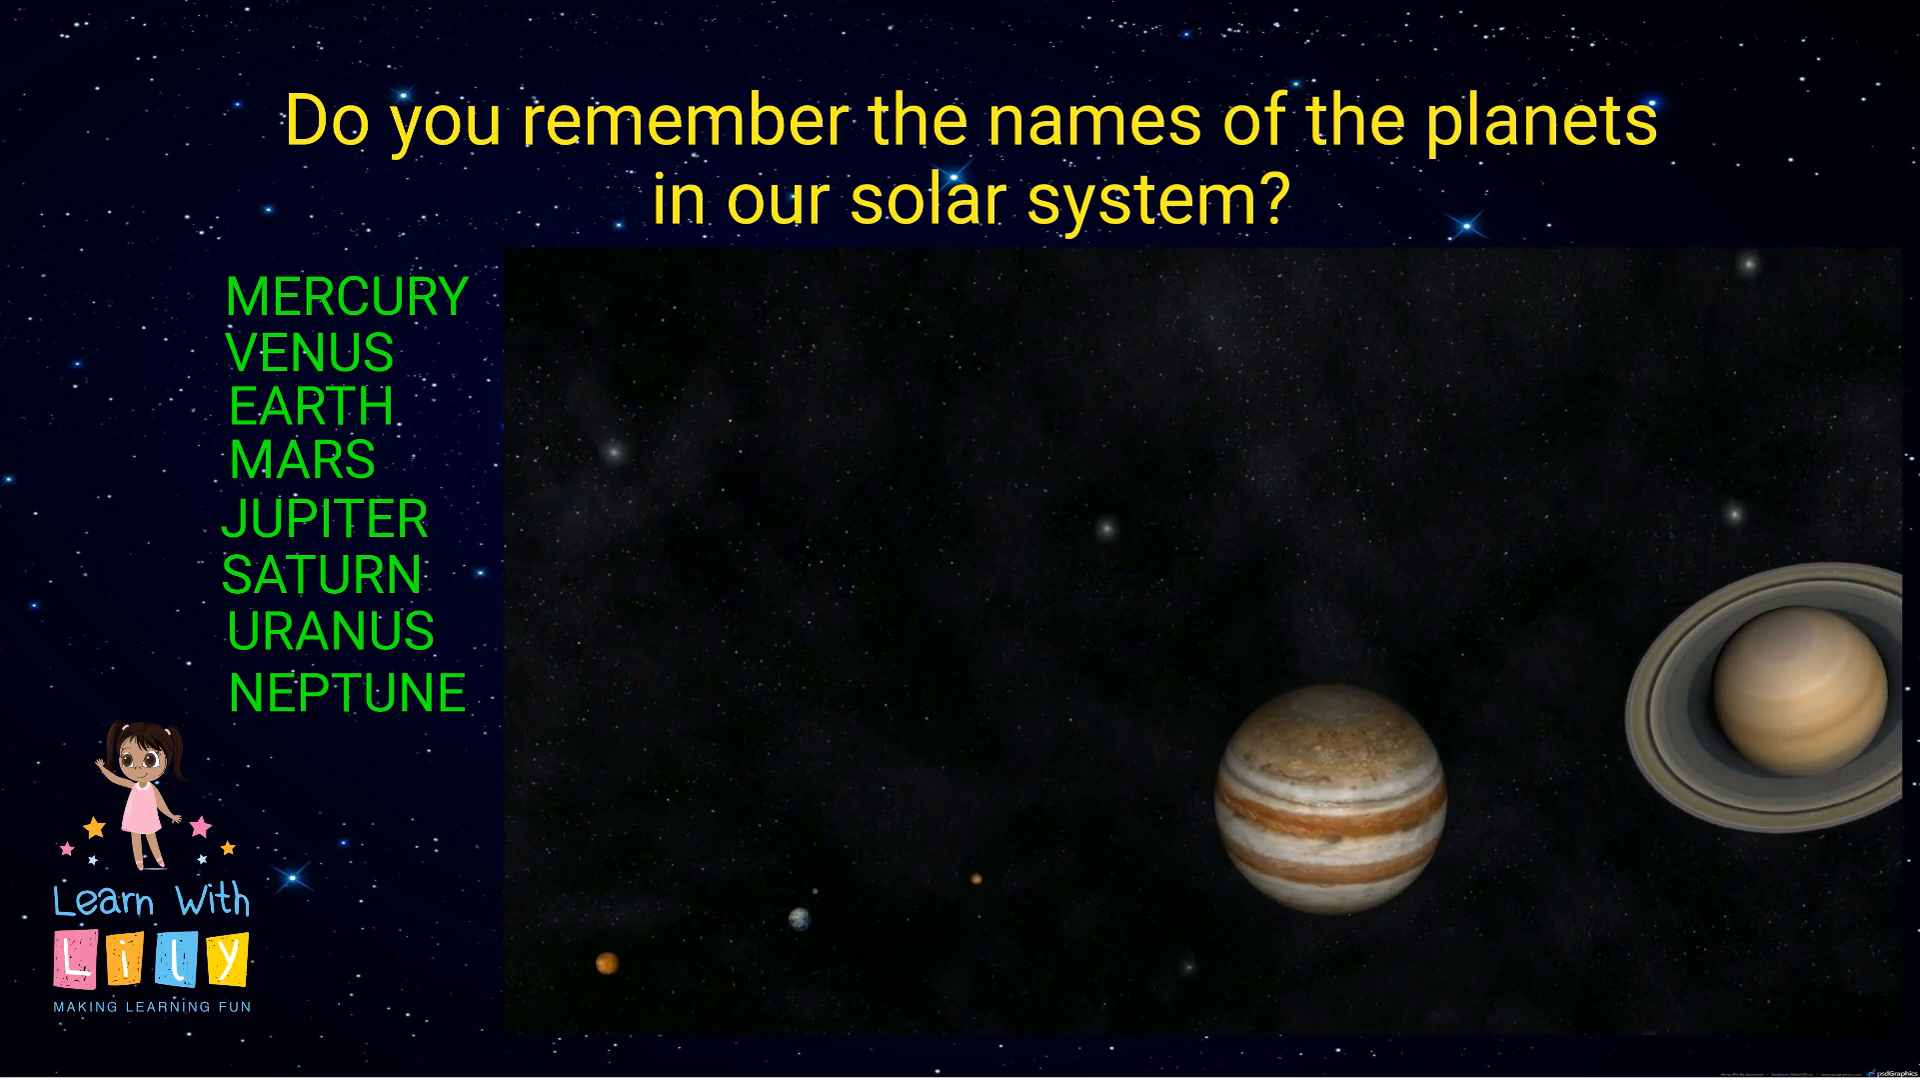 Do you remember the names of the planets
in our solar system?
MERCURY
VENUS
EARTH
MARS
JUPITER
SATURN
URANUS
NEPTUNE
Learn With
Lily
MAKING LEARNING FUN
psdGraphics